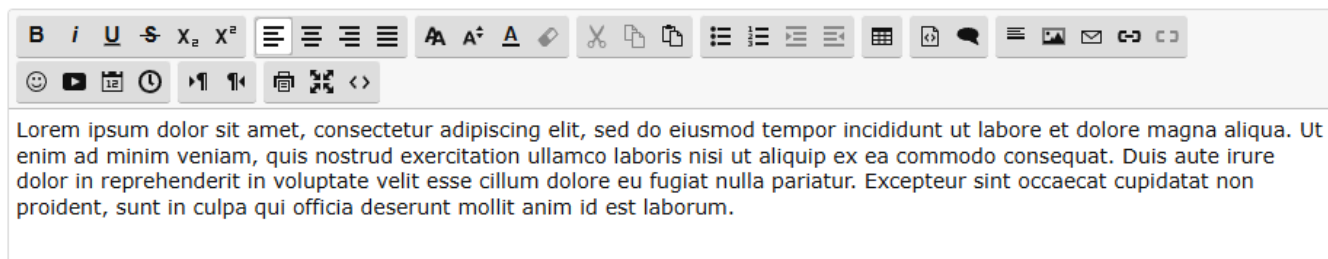 B i U S X₂ X²
Lorem ipsum dolor sit amet, consectetur adipiscing elit, sed do eiusmod tempor incididunt ut labore et dolore magna aliqua. Ut
enim ad minim veniam, quis nostrud exercitation ullamco laboris nisi ut aliquip ex ea commodo consequat. Duis aute irure
dolor in reprehenderit in voluptate velit esse cillum dolore eu fugiat nulla pariatur. Excepteur sint occaecat cupidatat non
proident, sunt in culpa qui officia deserunt mollit anim id est laborum.